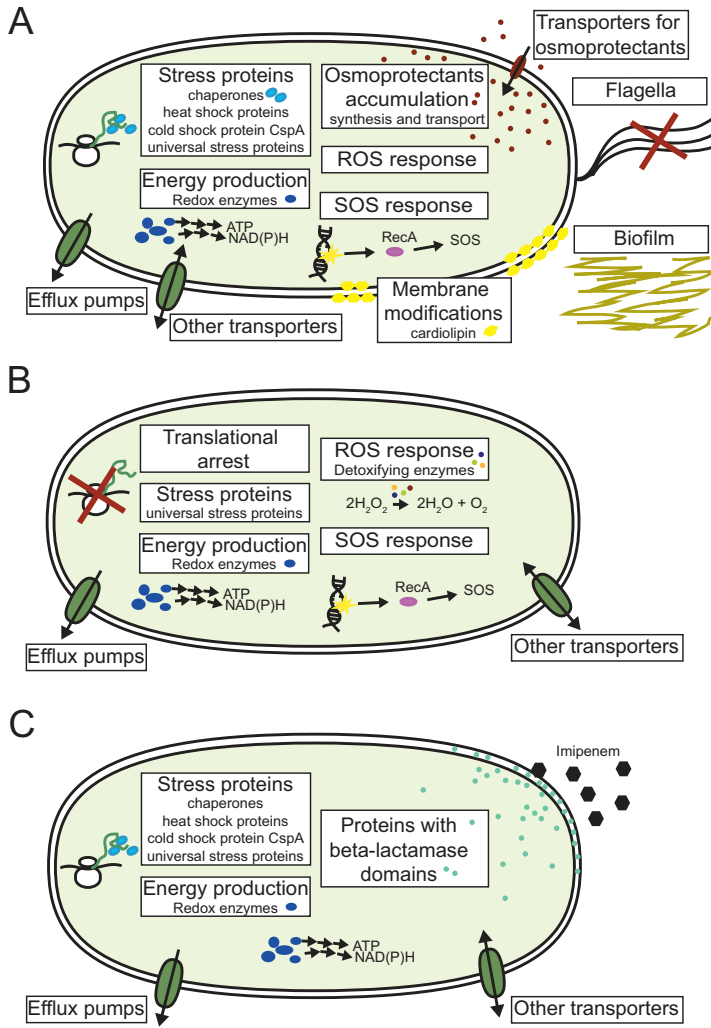 A
Transporters for
osmoprotectants
Stress proteins
chaperones
heat shock proteins
cold shock protein CspA
universal stress proteins
Osmoprotectants
accumulation
synthesis and transport
Flagella
ROS response
Energy production
Redox enzymes
SOS response
ATP
NAD(P)H
RecA
SOS
Biofilm
Efflux pumps
Other transporters
Membrane
modifications
cardiolipin
B
Translational
arrest
ROS response
Detoxifying enzymes
Stress proteins
universal stress proteins
2H₂O₂ 2H₂O + O₂
Energy production
Redox enzymes
SOS response
ATP
NAD(P)H
RecA
SOS
Efflux pumps
Other transporters
C
Imipenem
Stress proteins
chaperones
heat shock proteins
cold shock protein CspA
universal stress proteins
Proteins with
beta-lactamase
domains
Energy production
Redox enzymes
ATP
NAD(P)H
Efflux pumps
Other transporters